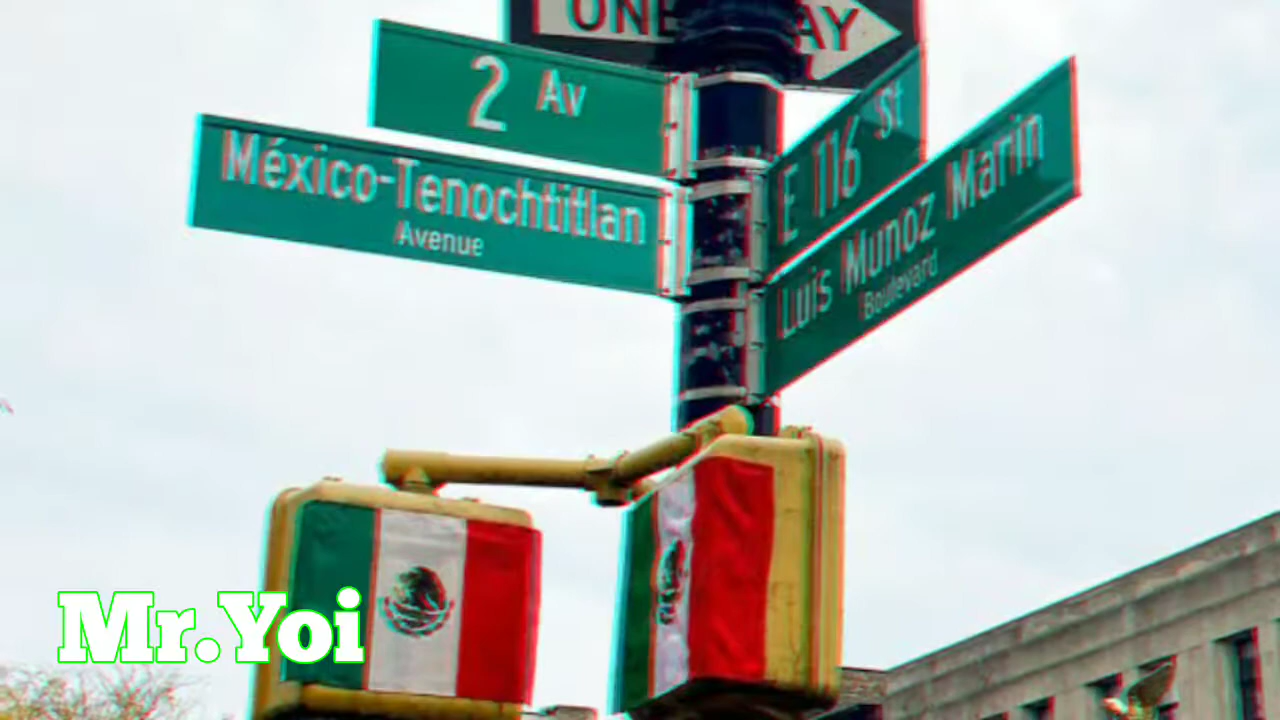 ONE WAY
2 Av
México-Tenochtitlan
Avenue
E 116 St
Luis Munoz Marin
Boulevard
Mr.Yoi